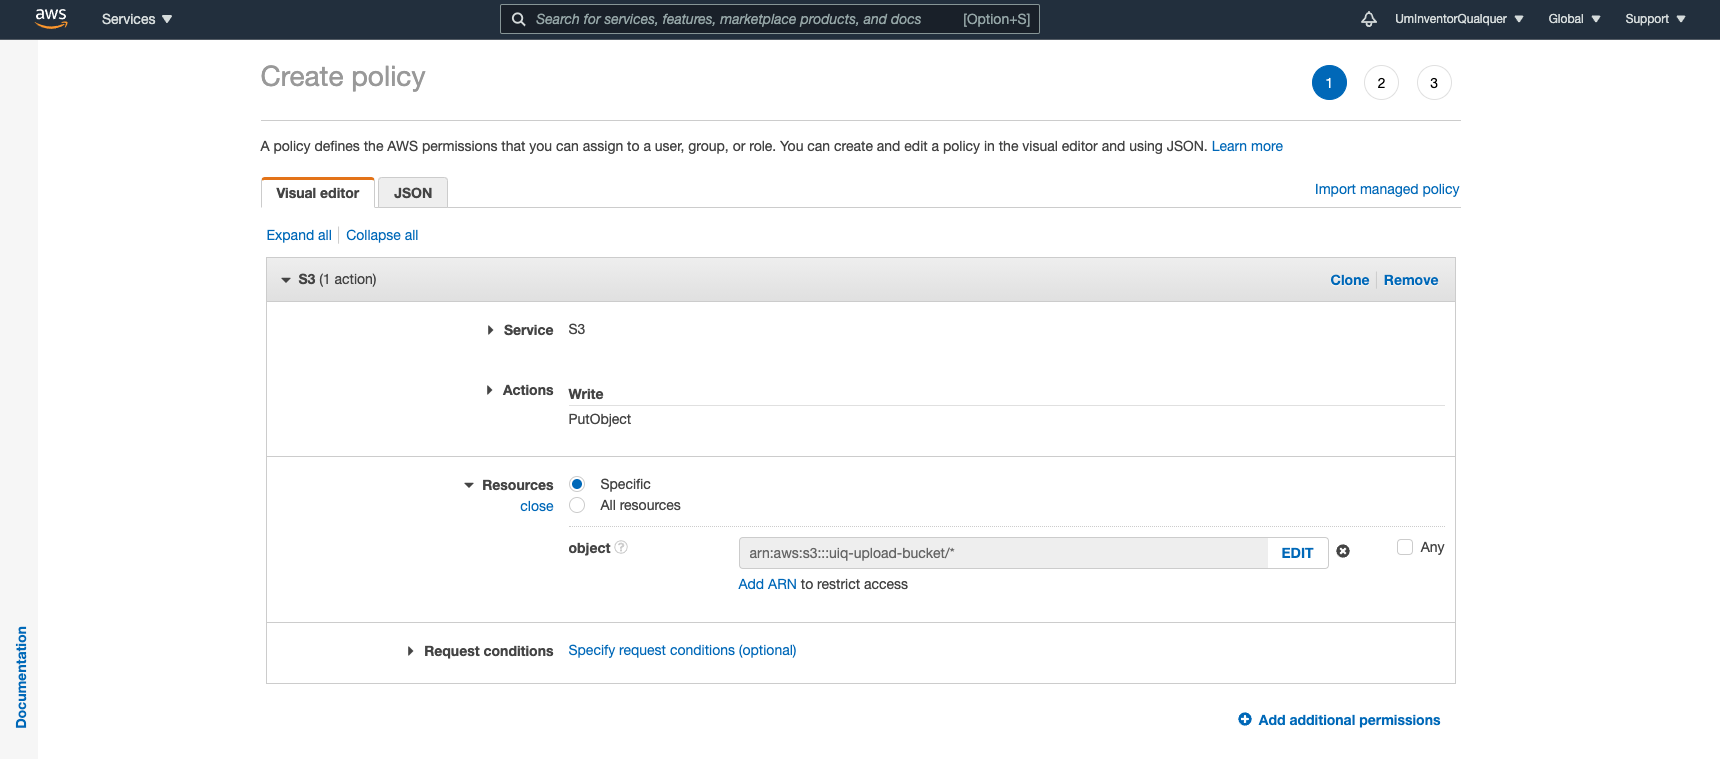 aws Services Search for services, features, marketplace products, and docs [Option+S] UmInventorQualquer Global Support
Create policy 1 2 3
A policy defines the AWS permissions that you can assign to a user, group, or role. You can create and edit a policy in the visual editor and using JSON. Learn more
Visual editor JSON Import managed policy
Expand all Collapse all
S3 (1 action) Clone Remove
Service S3
Actions Write
PutObject
Resources Specific
close All resources
object ? arn:aws:s3:::uiq-upload-bucket/* EDIT Any
Add ARN to restrict access
Request conditions Specify request conditions (optional)
Add additional permissions
Documentation